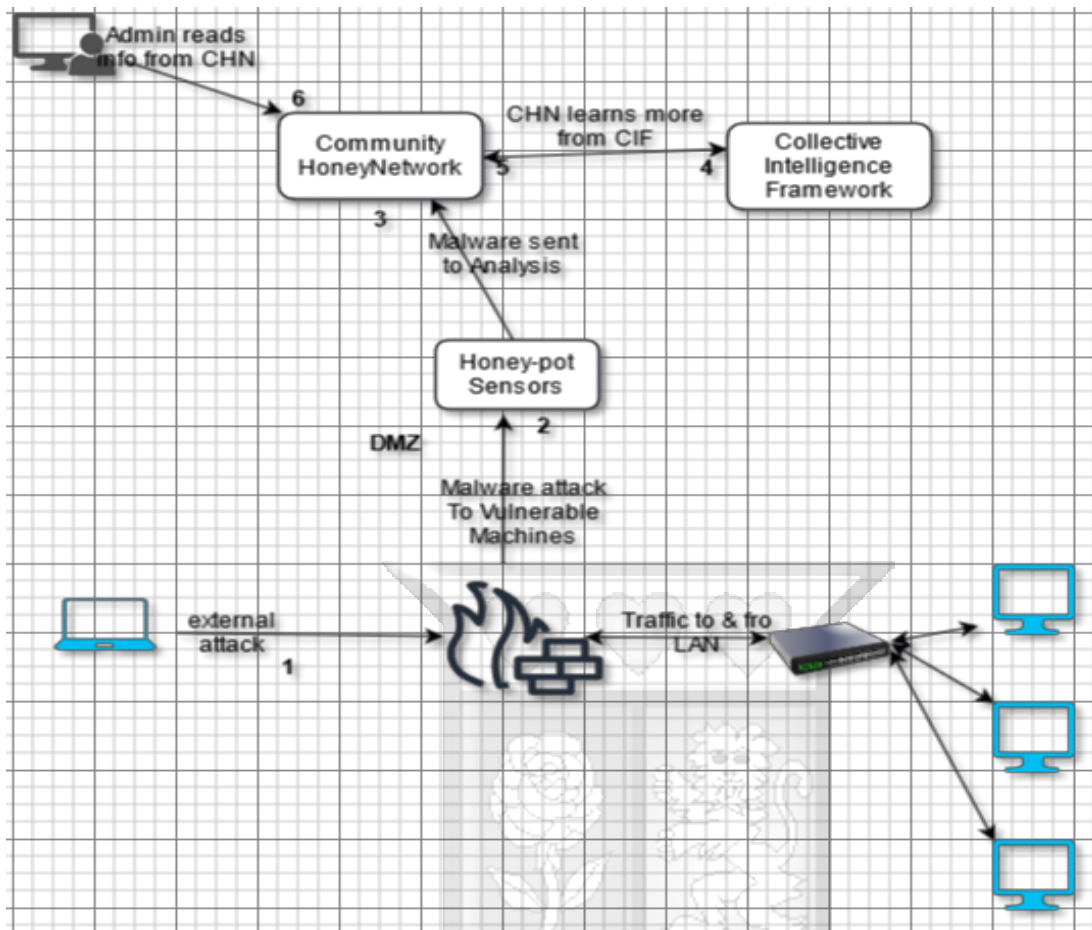 Admin reads
info from CHN
6
Community
HoneyNetwork
CHN learns more
from CIF
5
4
Collective
Intelligence
Framework
3
Malware sent
to Analysis
Honey-pot
Sensors
2
DMZ
Malware attack
To Vulnerable
Machines
external
attack
1
Traffic to & fro
LAN